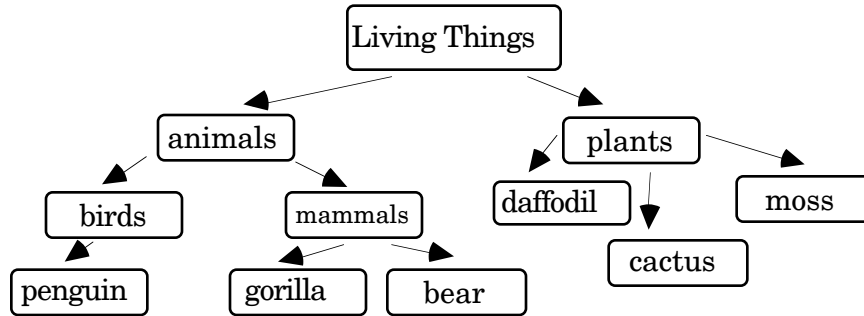 Living Things
animals
plants
birds
mammals
daffodil
moss
cactus
penguin
gorilla
bear